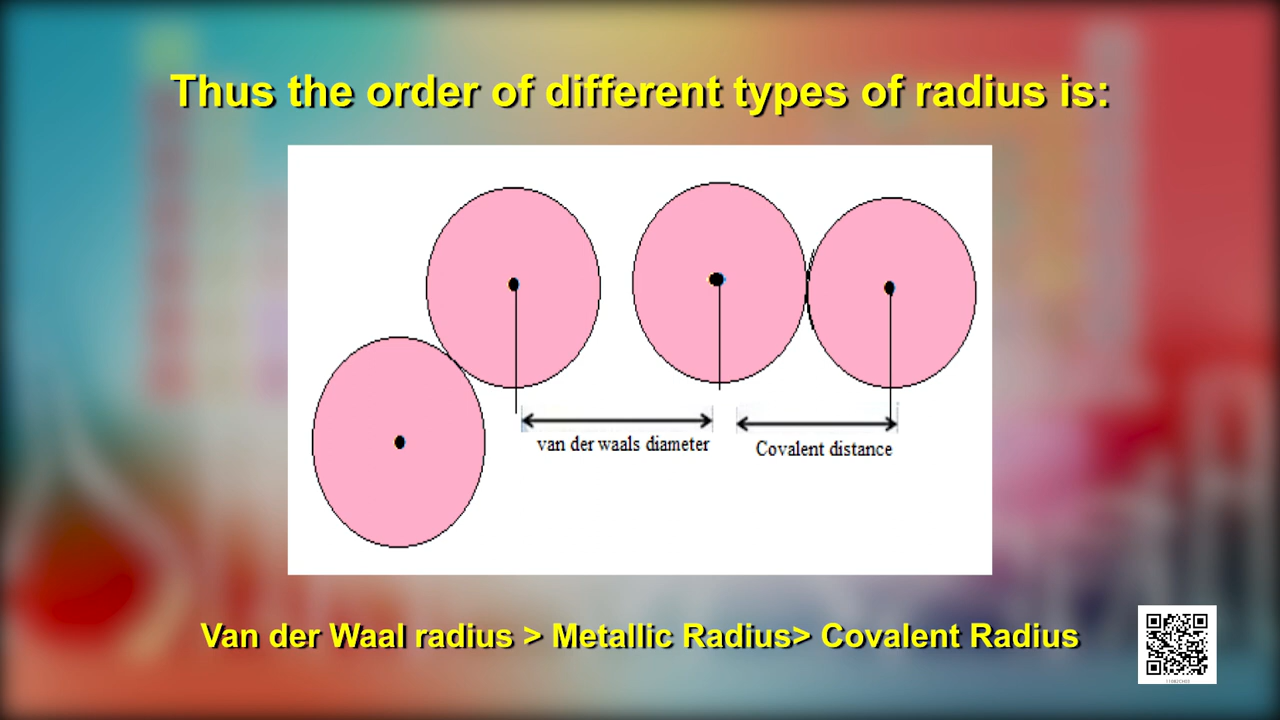 Thus the order of different types of radius is:
van der waals diameter
Covalent distance
Van der Waal radius > Metallic Radius> Covalent Radius